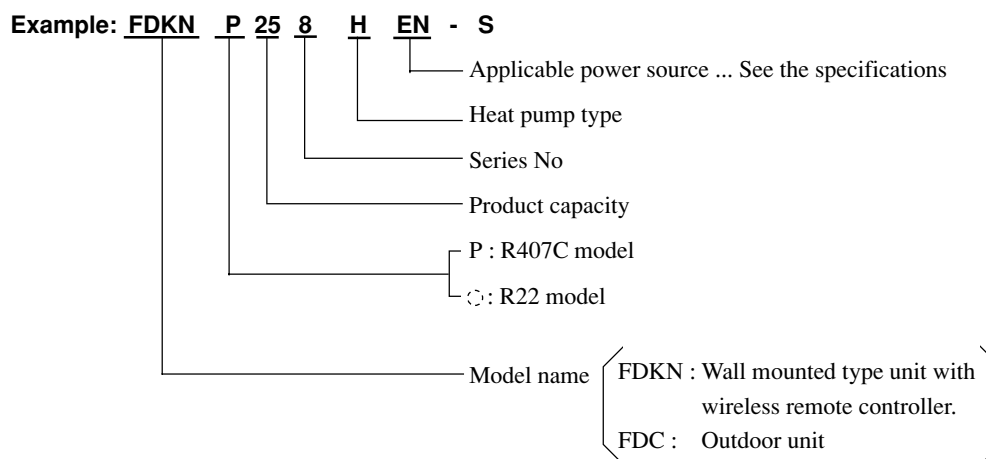 Example: FDKN P 25 8 H EN - S
Applicable power source ... See the specifications
Heat pump type
Series No
Product capacity
P : R407C model
◌: R22 model
Model name
FDKN : Wall mounted type unit with
wireless remote controller.
FDC : Outdoor unit